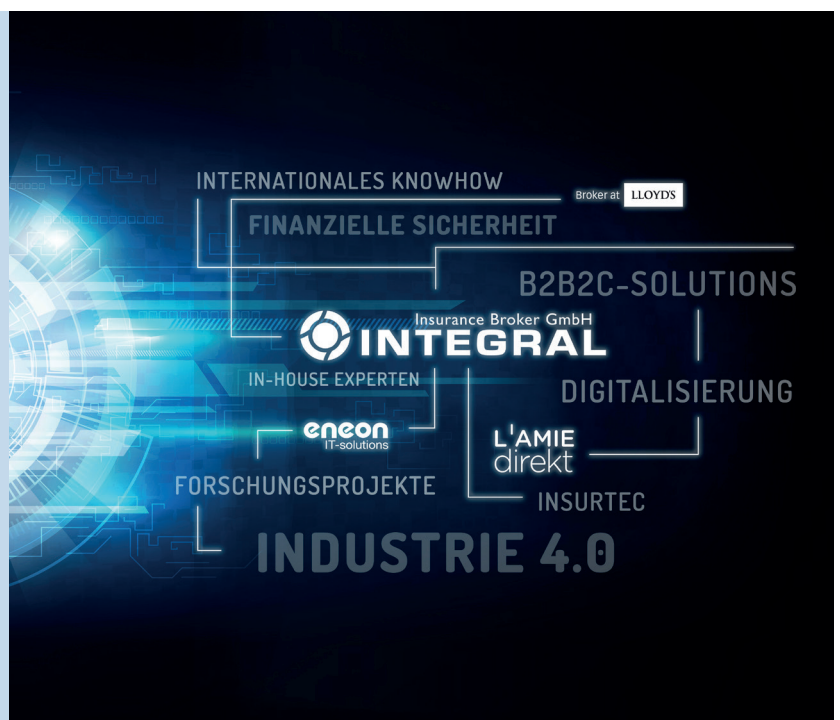 INTERNATIONALES KNOWHOW
Broker at LLOYD'S
FINANZIELLE SICHERHEIT
B2B2C-SOLUTIONS
Insurance Broker GmbH
INTEGRAL
IN-HOUSE EXPERTEN
DIGITALISIERUNG
eneon
IT-solutions
L'AMIE
direkt
FORSCHUNGSPROJEKTE
INSURTEC
INDUSTRIE 4.0